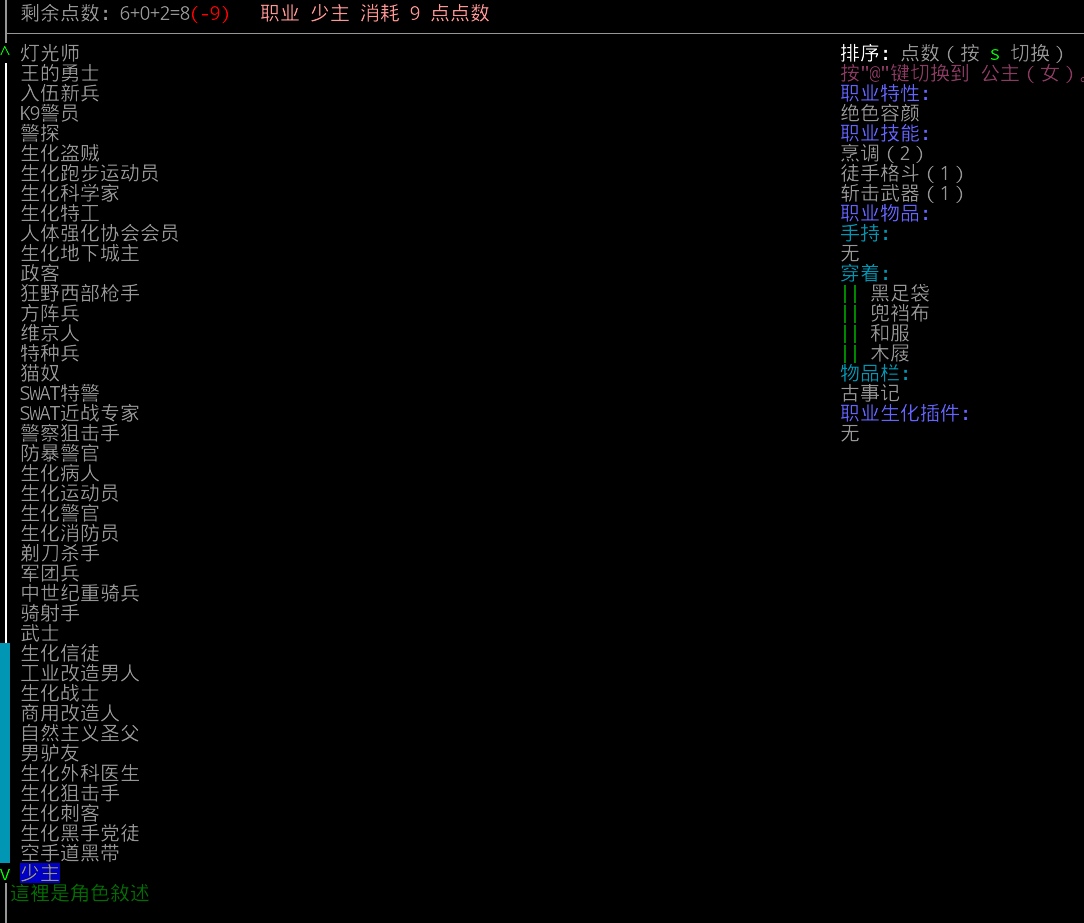 剩余点数: 6+0+2=8(-9) 职业 少主 消耗 9 点点数
^ 灯光师
王的勇士
入伍新兵
K9警员
警探
生化盗贼
生化跑步运动员
生化科学家
生化特工
人体强化协会会员
生化地下城主
政客
狂野西部枪手
方阵兵
维京人
特种兵
猫奴
SWAT特警
SWAT近战专家
警察狙击手
防暴警官
生化病人
生化运动员
生化警官
生化消防员
剃刀杀手
军团兵
中世纪重骑兵
骑射手
武士
生化信徒
工业改造男人
生化战士
商用改造人
自然主义圣父
男驴友
生化外科医生
生化狙击手
生化刺客
生化黑手党徒
空手道黑带
v 少主
這裡是角色敘述
排序: 点数（按 s 切换）
按"@"键切换到 公主（女）。
职业特性:
绝色容颜
职业技能:
烹调（2）
徒手格斗（1）
斩击武器（1）
职业物品:
手持:
无
穿着:
|| 黑足袋
|| 兜裆布
|| 和服
|| 木屐
物品栏:
古事记
职业生化插件:
无